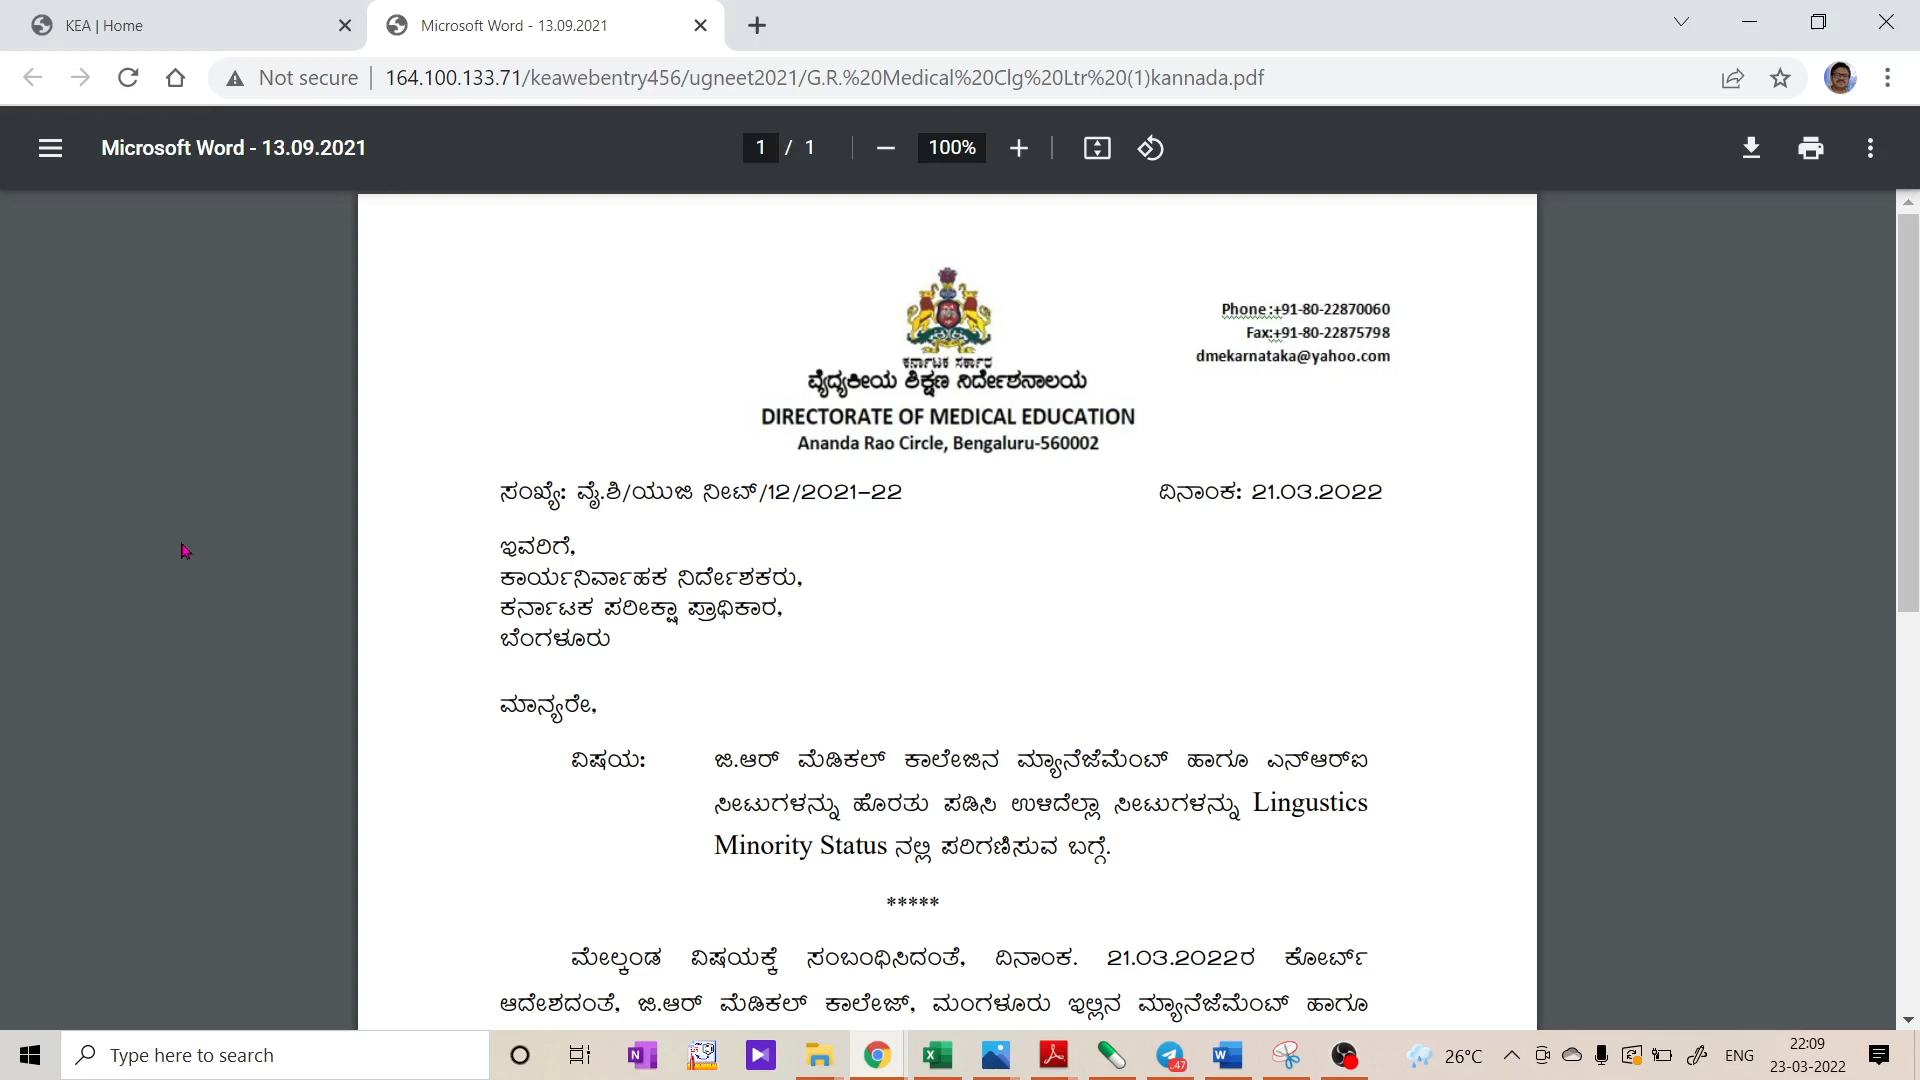 KEA | Home
Microsoft Word - 13.09.2021
Not secure
164.100.133.71/keawebentry456/ugneet2021/G.R.%20Medical%20Clg%20Ltr%20(1)kannada.pdf
Microsoft Word - 13.09.2021
1 / 1
100%
Phone :+91-80-22870060
Fax:+91-80-22875798
dmekarnataka@yahoo.com
ಕರ್ನಾಟಕ ಸರ್ಕಾರ
ವೈದ್ಯಕೀಯ ಶಿಕ್ಷಣ ನಿರ್ದೇಶನಾಲಯ
DIRECTORATE OF MEDICAL EDUCATION
Ananda Rao Circle, Bengaluru-560002
ಸಂಖ್ಯೆ: ವೈ.ಶಿ/ಯುಜಿ ನೀಟ್/12/2021-22 ದಿನಾಂಕ: 21.03.2022
ಇವರಿಗೆ,
ಕಾರ್ಯನಿರ್ವಾಹಕ ನಿರ್ದೇಶಕರು,
ಕರ್ನಾಟಕ ಪರೀಕ್ಷಾ ಪ್ರಾಧಿಕಾರ,
ಬೆಂಗಳೂರು
ಮಾನ್ಯರೇ,
ವಿಷಯ: ಜಿ.ಆರ್ ಮೆಡಿಕಲ್ ಕಾಲೇಜಿನ ಮ್ಯಾನೆಜೆಮೆಂಟ್ ಹಾಗೂ ಎನ್ಆರ್‌ಐ
ಸೀಟುಗಳನ್ನು ಹೊರತು ಪಡಿಸಿ ಉಳಿದೆಲ್ಲಾ ಸೀಟುಗಳನ್ನು Lingustics
Minority Status ನಲ್ಲಿ ಪರಿಗಣಿಸುವ ಬಗ್ಗೆ.
*****
ಮೇಲ್ಕಂಡ ವಿಷಯಕ್ಕೆ ಸಂಬಂಧಿಸಿದಂತೆ, ದಿನಾಂಕ. 21.03.2022ರ ಕೋರ್ಟ್
ಆದೇಶದಂತೆ, ಜಿ.ಆರ್ ಮೆಡಿಕಲ್ ಕಾಲೇಜ್, ಮಂಗಳೂರು ಇಲ್ಲಿನ ಮ್ಯಾನೆಜೆಮೆಂಟ್ ಹಾಗೂ
Type here to search
26°C
ENG
22:09
23-03-2022